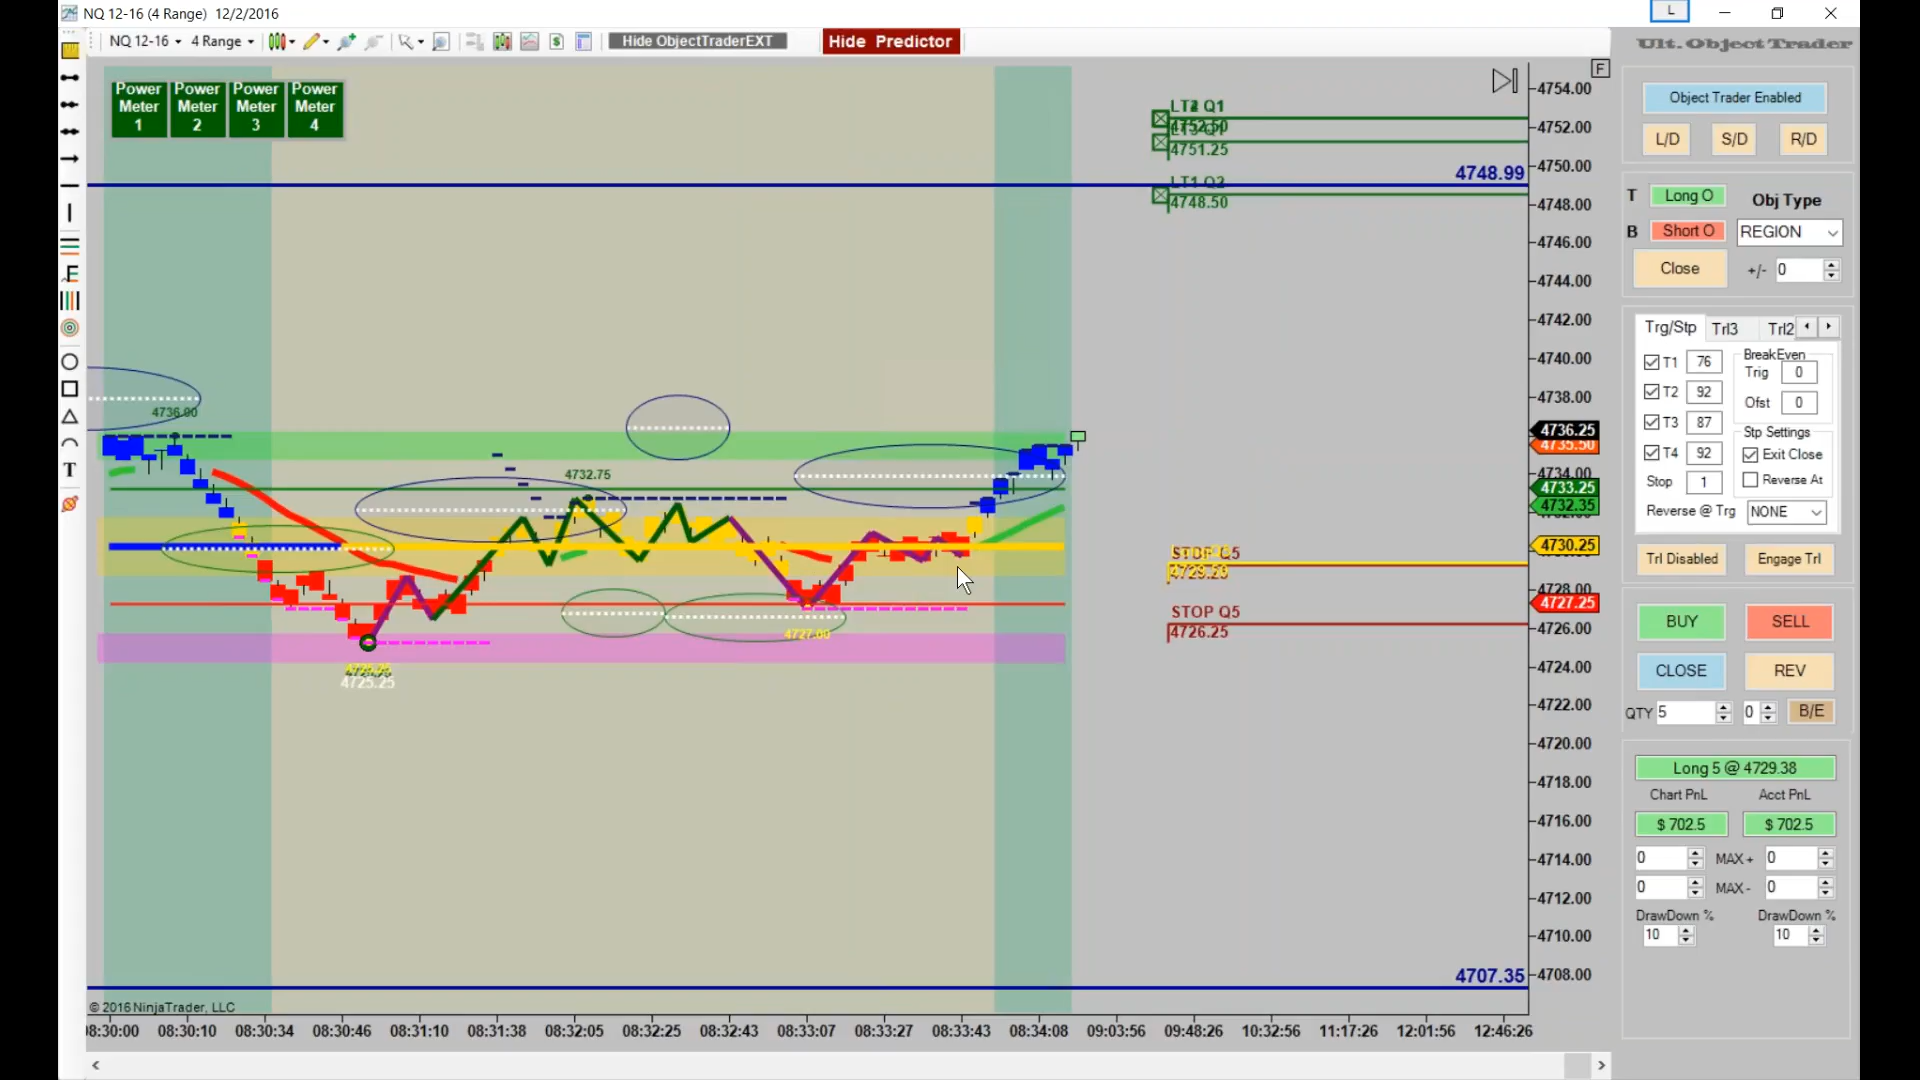 NQ 12-16 (4 Range) 12/2/2016
L
NQ 12-16
4 Range
Hide ObjectTraderEXT
Hide Predictor
Ult. Object Trader
Power Meter 1
Power Meter 2
Power Meter 3
Power Meter 4
F
T
4736.00
4732.75
4727.00
4725.25
4748.99
4707.35
Q1
4752.50
4751.25
LT1 Q2
4748.50
STOP Q5
4729.25
STOP Q5
4726.25
4754.00
4752.00
4750.00
4748.00
4746.00
4744.00
4742.00
4740.00
4738.00
4736.25
4735.50
4734.00
4733.25
4732.35
4730.25
4728.00
4727.25
4726.00
4724.00
4722.00
4720.00
4718.00
4716.00
4714.00
4712.00
4710.00
4708.00
© 2016 NinjaTrader, LLC
08:30:10
08:30:34
08:30:46
08:31:10
08:31:38
08:32:05
08:32:25
08:32:43
08:33:07
08:33:27
08:33:43
08:34:08
09:03:56
09:48:26
10:32:56
11:17:26
12:01:56
12:46:26
Object Trader Enabled
L/D
S/D
R/D
T
Long O
Obj Type
B
Short O
REGION
Close
+/-
0
Trg/Stp
Trl3
Trl2
T1
76
T2
92
T3
87
T4
92
Stop
1
BreakEven
Trig
0
Ofst
0
Stp Settings
Exit Close
Reverse At
Reverse @ Trg
NONE
Trl Disabled
Engage Trl
BUY
SELL
CLOSE
REV
QTY
5
0
B/E
Long 5 @ 4729.38
Chart PnL
Acct PnL
$ 702.5
$ 702.5
0
MAX +
0
0
MAX -
0
DrawDown %
DrawDown %
10
10